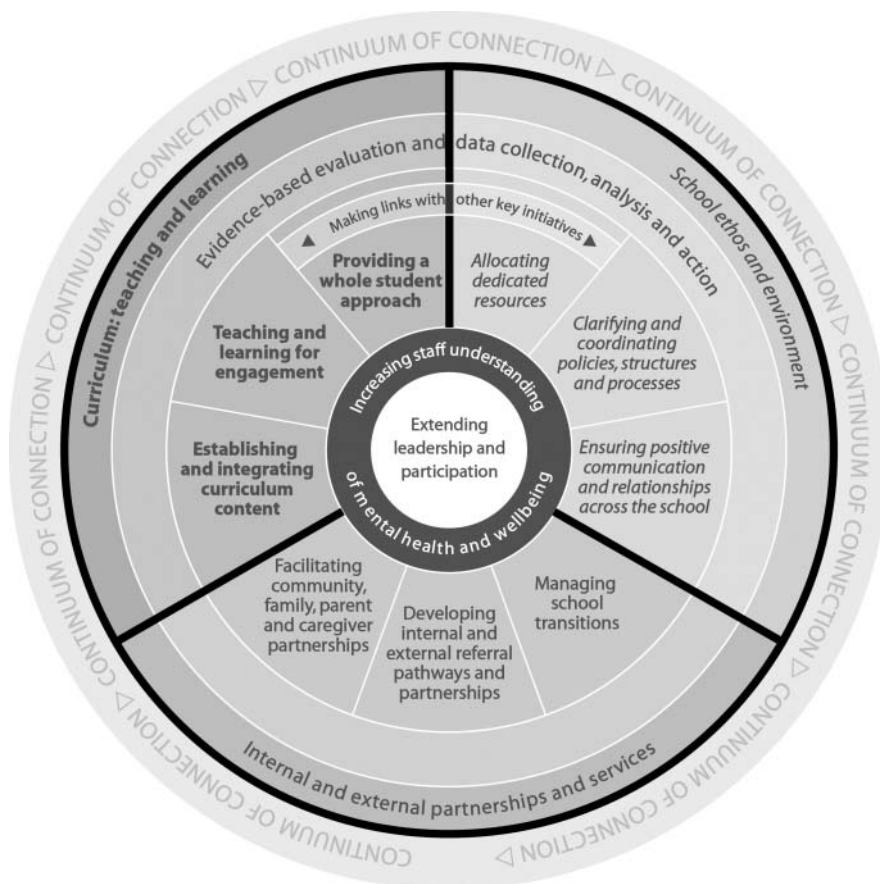 CONTINUUM OF CONNECTION ▷ CONTINUUM OF CONNECTION ▷ CONTINUUM OF CONNECTION ▷ CONTINUUM OF CONNECTION ▷ CONTINUUM OF CONNECTION ▷ CONTINUUM OF CONNECTION ▷ CONTINUUM OF CONNECTION ▷ CONTINUUM OF CONNECTION ▷
Curriculum: teaching and learning
School ethos and environment
Internal and external partnerships and services
Evidence-based evaluation and data collection, analysis and action
Making links with other key initiatives
Providing a
whole student
approach
Teaching and
learning for
engagement
Establishing
and integrating
curriculum
content
Allocating
dedicated
resources
Clarifying and
coordinating
policies, structures
and processes
Ensuring positive
communication
and relationships
across the school
Facilitating
community,
family, parent
and caregiver
partnerships
Developing
internal and
external referral
pathways and
partnerships
Managing
school
transitions
Increasing staff understanding
of mental health and wellbeing
Extending
leadership and
participation